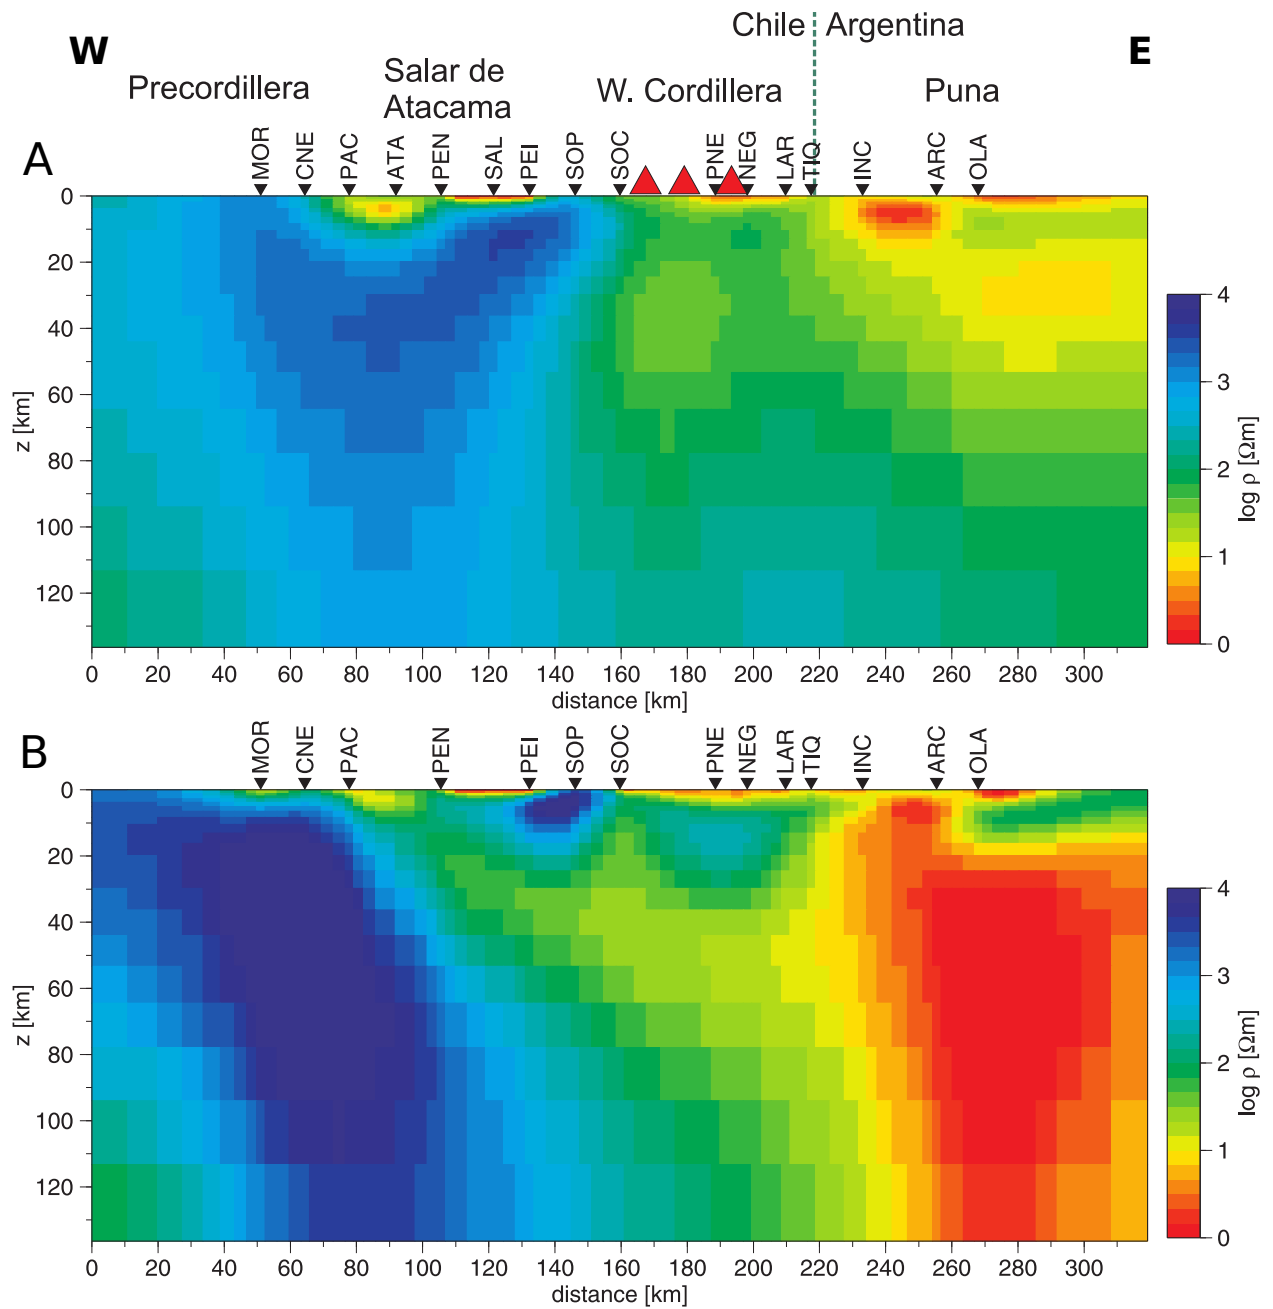 Chile Argentina
W E
Precordillera Salar de Atacama W. Cordillera Puna
A
MOR CNE PAC ATA PEN SAL PEI SOP SOC PNE NEG LAR TIQ INC ARC OLA
0
20
40
60
80
100
120
z [km]
0 20 40 60 80 100 120 140 160 180 200 220 240 260 280 300
distance [km]
4
3
2
1
0
log ρ [Ωm]
B
MOR CNE PAC PEN PEI SOP SOC PNE NEG LAR TIQ INC ARC OLA
0
20
40
60
80
100
120
z [km]
0 20 40 60 80 100 120 140 160 180 200 220 240 260 280 300
distance [km]
4
3
2
1
0
log ρ [Ωm]